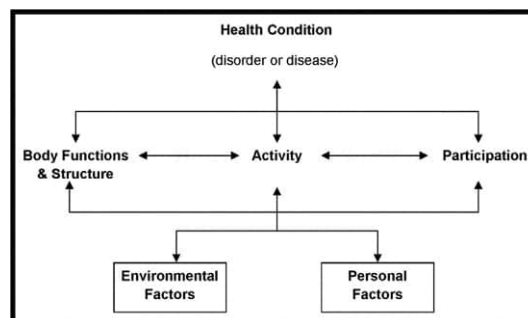 Health Condition
(disorder or disease)
Body Functions
& Structure
Activity
Participation
Environmental
Factors
Personal
Factors